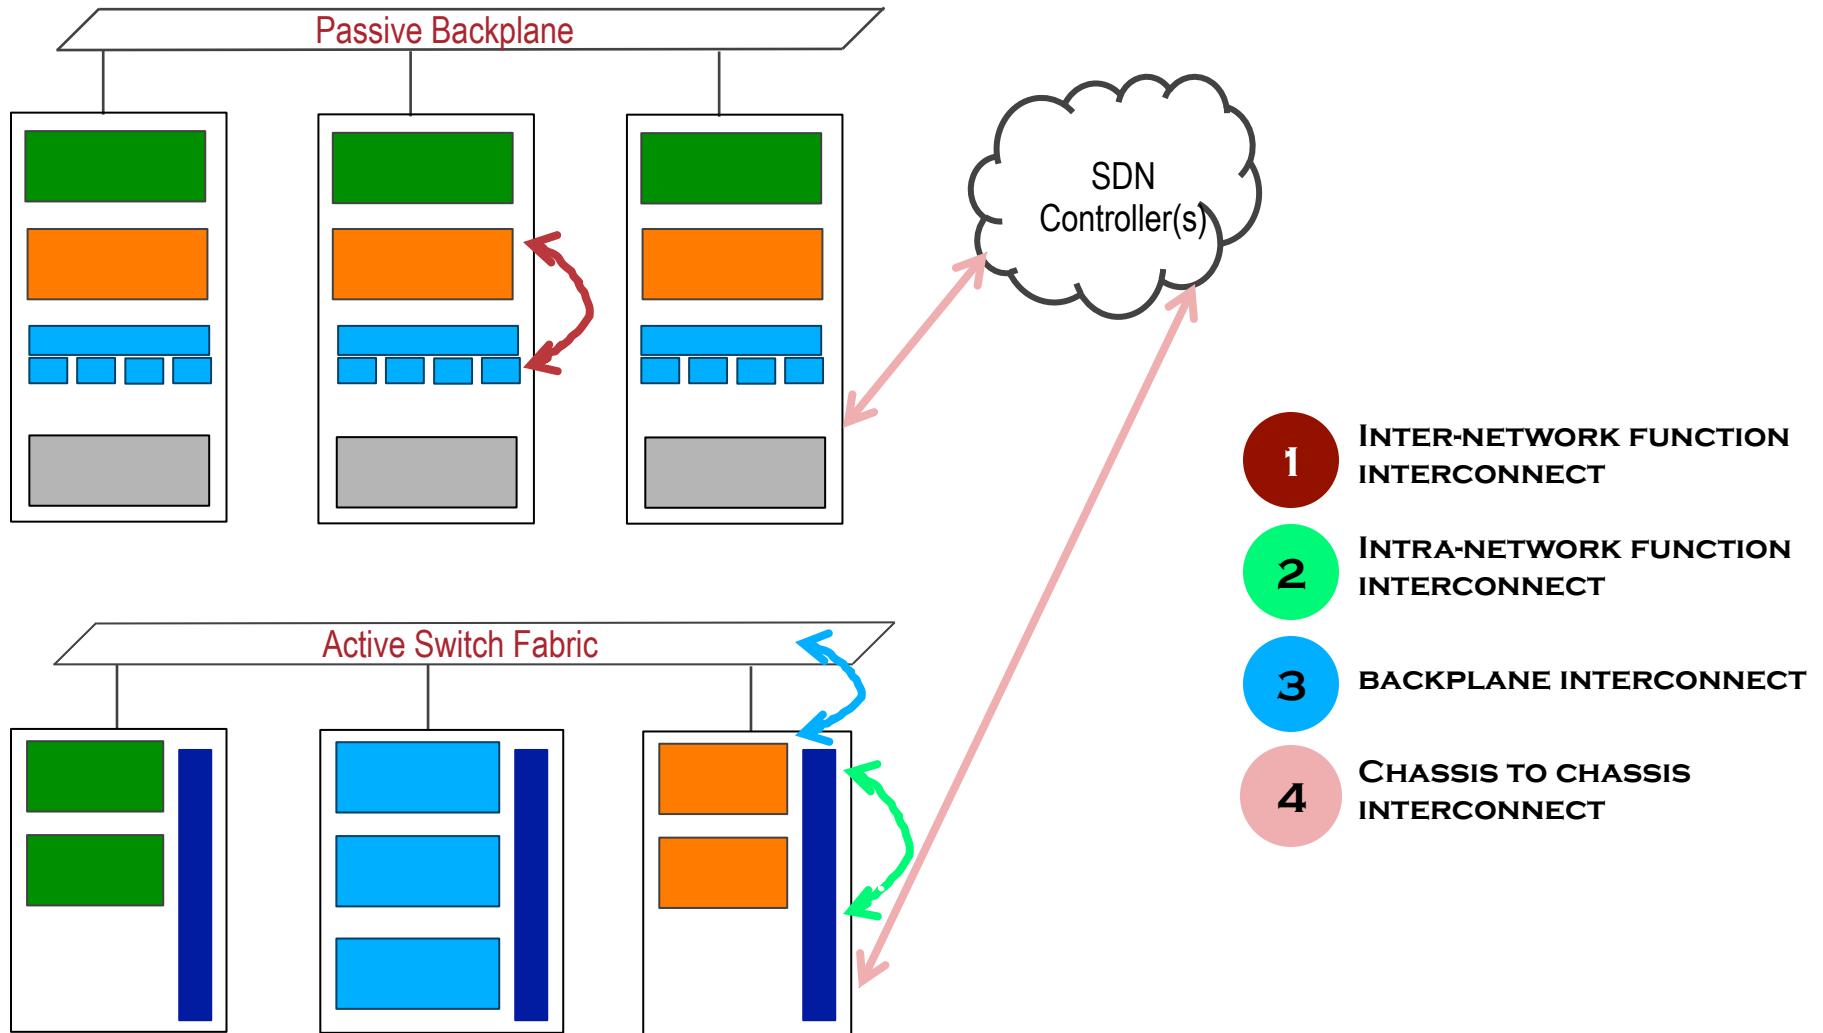 Passive Backplane
SDN
Controller(s)
Active Switch Fabric
1
INTER-NETWORK FUNCTION
INTERCONNECT
2
INTRA-NETWORK FUNCTION
INTERCONNECT
3
BACKPLANE INTERCONNECT
4
CHASSIS TO CHASSIS
INTERCONNECT